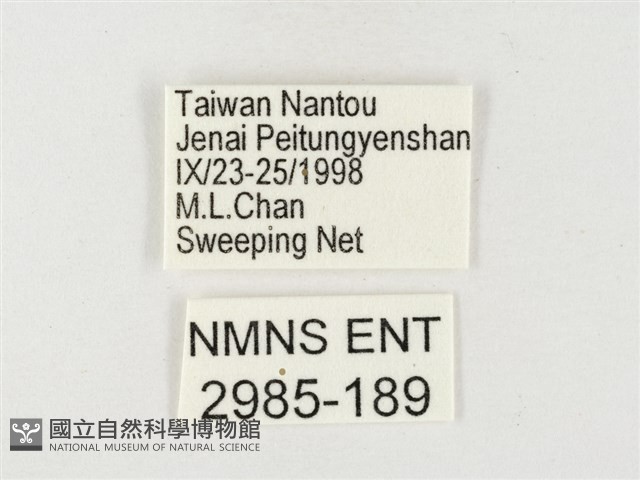 Taiwan Nantou
Jenai Peitungyenshan
IX/23-25/1998
M.L.Chan
Sweeping Net
NMNS ENT
2985-189
國立自然科學博物館
NATIONAL MUSEUM OF NATURAL SCIENCE